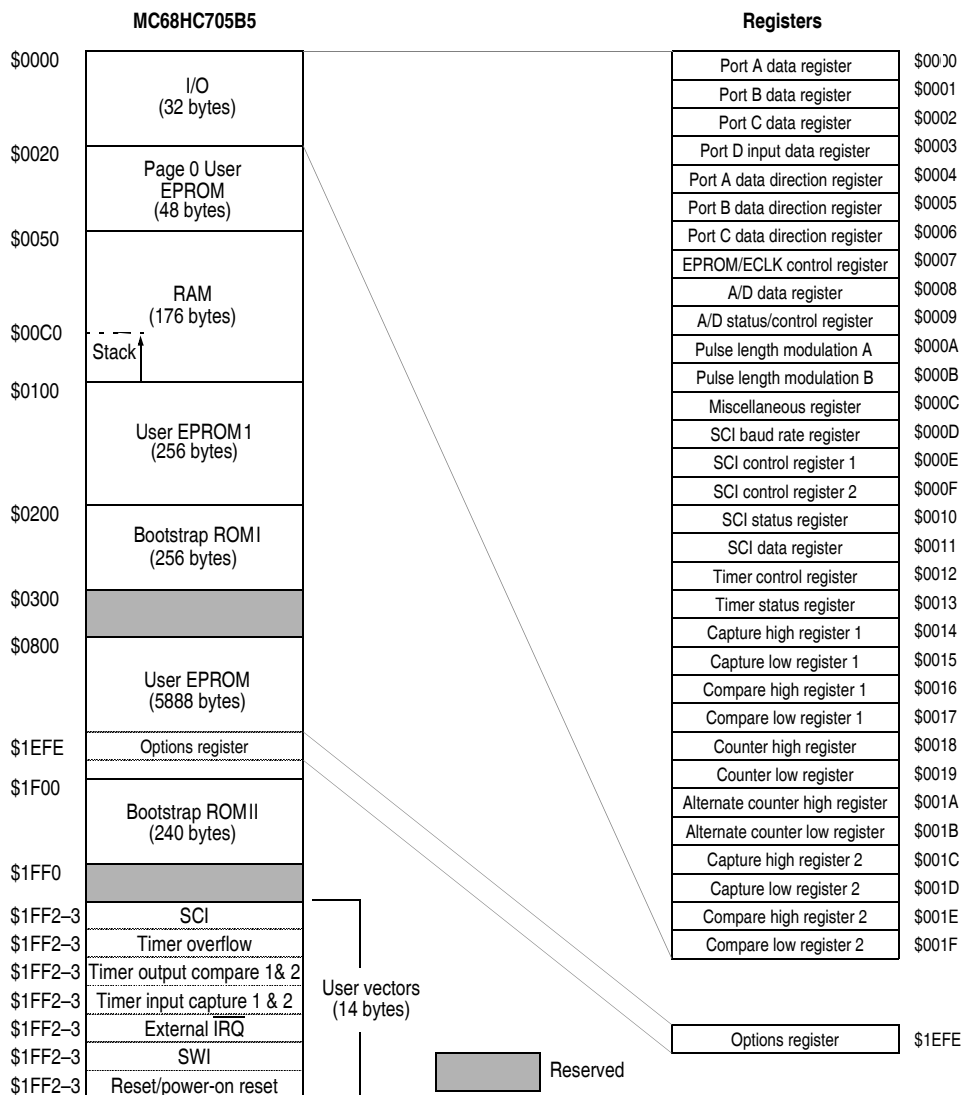 MC68HC705B5
$0000
I/O
(32 bytes)
$0020
Page 0 User
EPROM
(48 bytes)
$0050
RAM
(176 bytes)
$00C0
Stack
$0100
User EPROM1
(256 bytes)
$0200
Bootstrap ROMI
(256 bytes)
$0300
$0800
User EPROM
(5888 bytes)
$1EFE
Options register
$1F00
Bootstrap ROMII
(240 bytes)
$1FF0
$1FF2–3 SCI
$1FF2–3 Timer overflow
$1FF2–3 Timer output compare 1& 2
$1FF2–3 Timer input capture 1 & 2
$1FF2–3 External IRQ
$1FF2–3 SWI
$1FF2–3 Reset/power-on reset
User vectors
(14 bytes)
Reserved
Registers
Port A data register $0000
Port B data register $0001
Port C data register $0002
Port D input data register $0003
Port A data direction register $0004
Port B data direction register $0005
Port C data direction register $0006
EPROM/ECLK control register $0007
A/D data register $0008
A/D status/control register $0009
Pulse length modulation A $000A
Pulse length modulation B $000B
Miscellaneous register $000C
SCI baud rate register $000D
SCI control register 1 $000E
SCI control register 2 $000F
SCI status register $0010
SCI data register $0011
Timer control register $0012
Timer status register $0013
Capture high register 1 $0014
Capture low register 1 $0015
Compare high register 1 $0016
Compare low register 1 $0017
Counter high register $0018
Counter low register $0019
Alternate counter high register $001A
Alternate counter low register $001B
Capture high register 2 $001C
Capture low register 2 $001D
Compare high register 2 $001E
Compare low register 2 $001F
Options register $1EFE